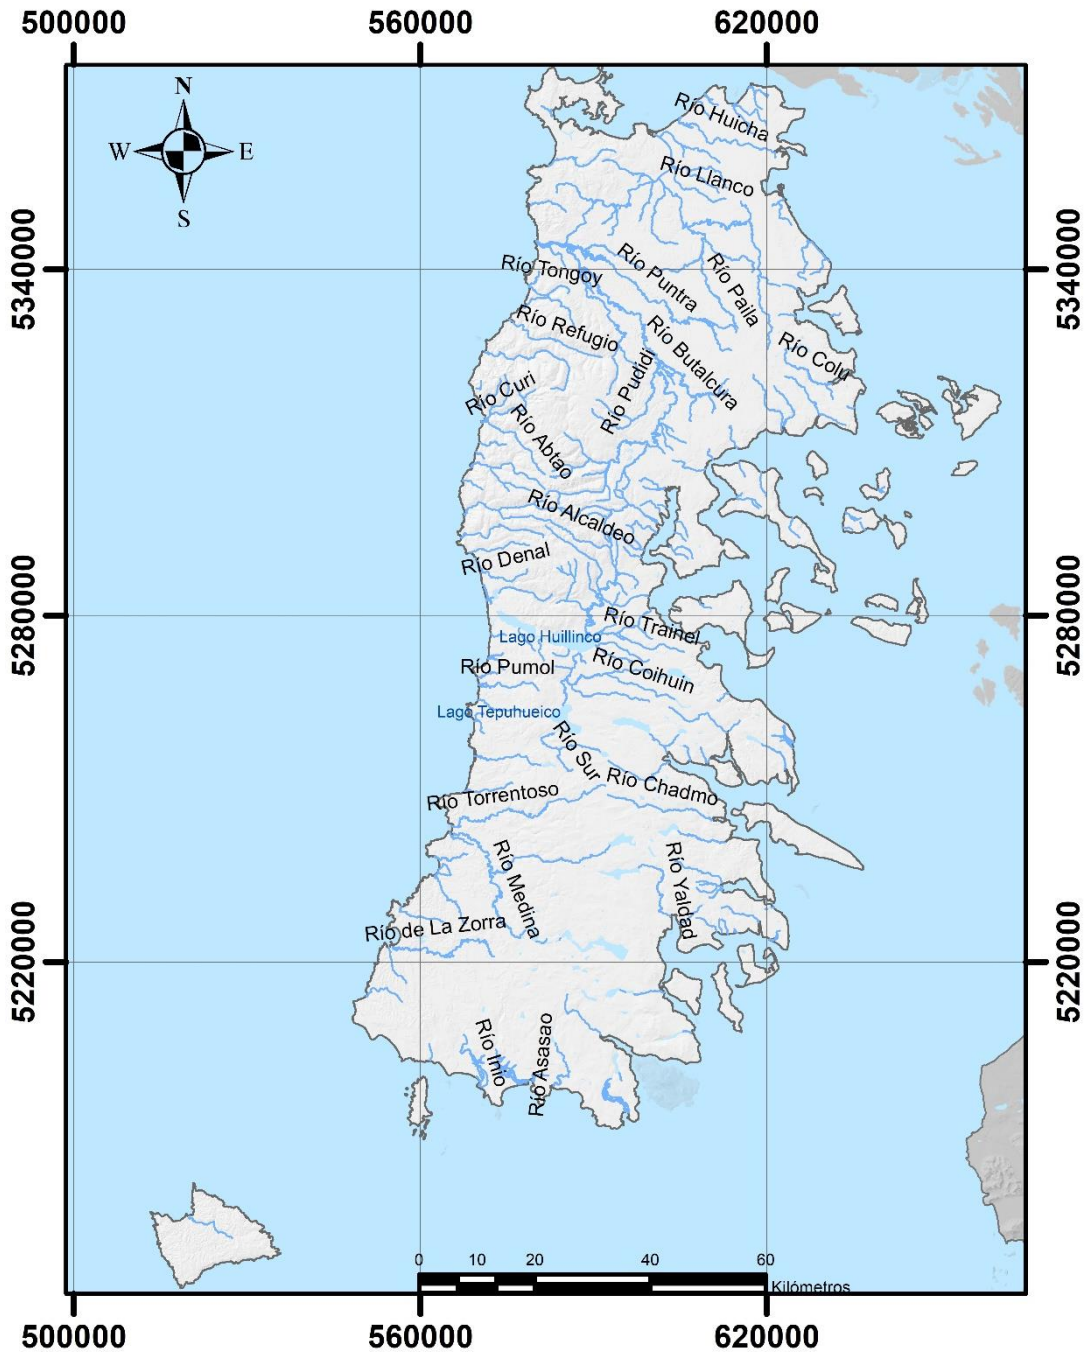 500000 560000 620000
N
W E
S
Río Huicha
Río Llanco
5340000
5340000
Río Tongoy
Río Puntra
Río Paila
Río Refugio
Río Butalcura
Río Colu
Río Pudidi
Río Curi
Río Abtao
Río Alcaldeo
Río Denal
5280000
5280000
Río Trainel
Lago Huillinco
Río Pumol
Río Coihuin
Lago Tepuhueico
Río Sur
Río Chadmo
Río Torrentoso
Río Medina
Río Yaldad
Río de La Zorra
5220000
5220000
Río Inio
Río Asasao
0 10 20 40 60
Kilómetros
500000 560000 620000